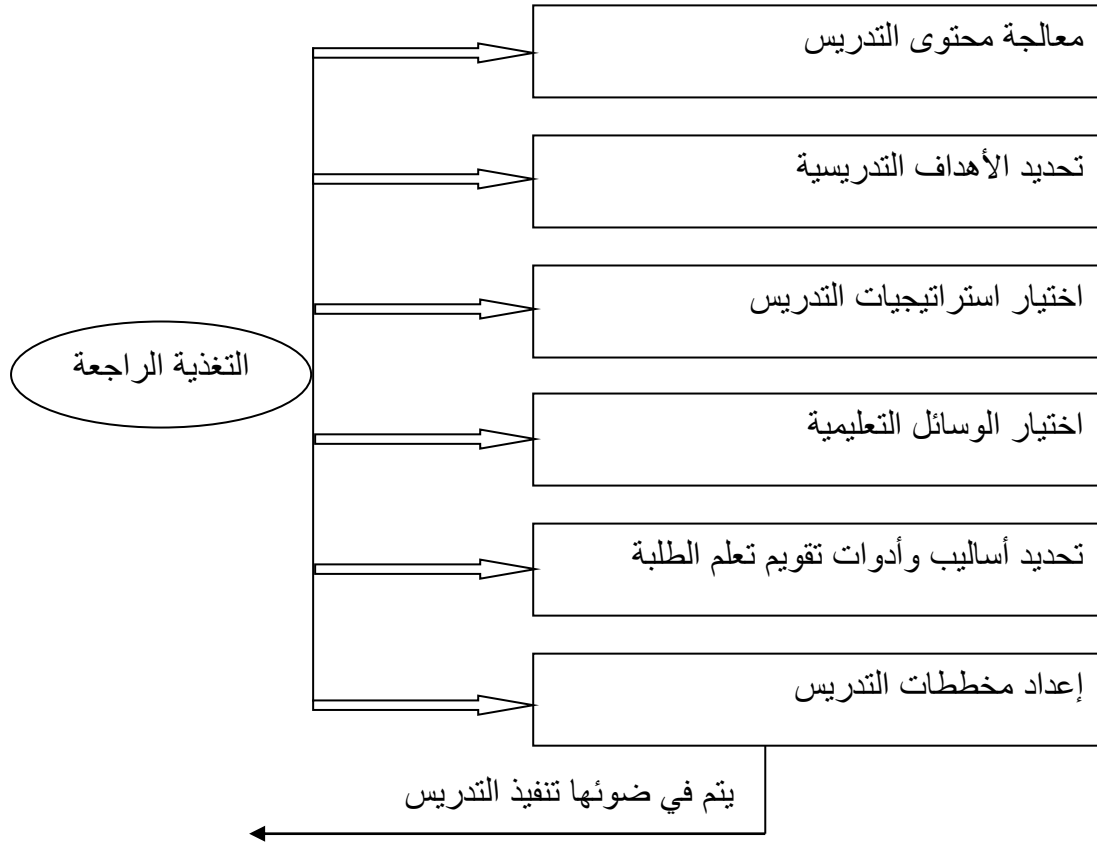 معالجة محتوى التدريس
تحديد الأهداف التدريسية
اختيار استراتيجيات التدريس
التغذية الراجعة
اختيار الوسائل التعليمية
تحديد أساليب وأدوات تقويم تعلم الطلبة
إعداد مخططات التدريس
يتم في ضوئها تنفيذ التدريس